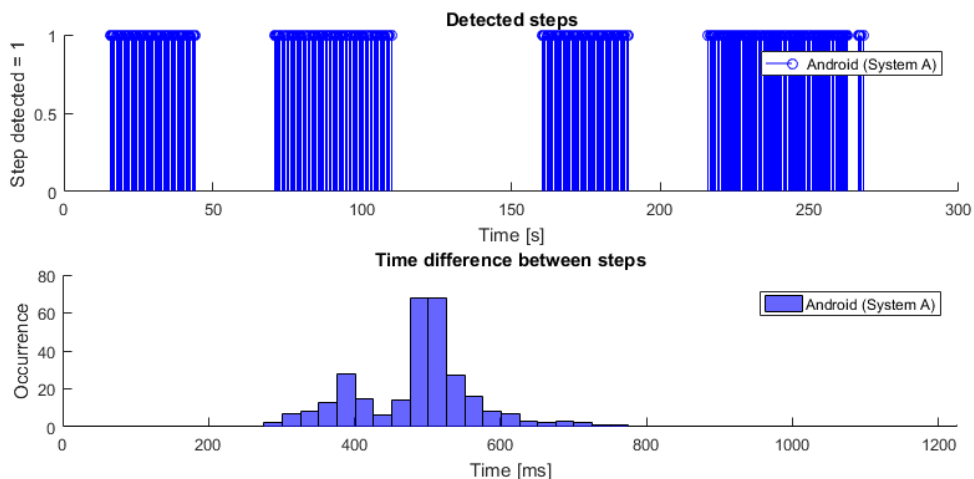 Detected steps
Step detected = 1
1
0.5
0
Android (System A)
0 50 100 150 200 250 300
Time [s]
Time difference between steps
Occurrence
80
60
40
20
0
Android (System A)
0 200 400 600 800 1000 1200
Time [ms]